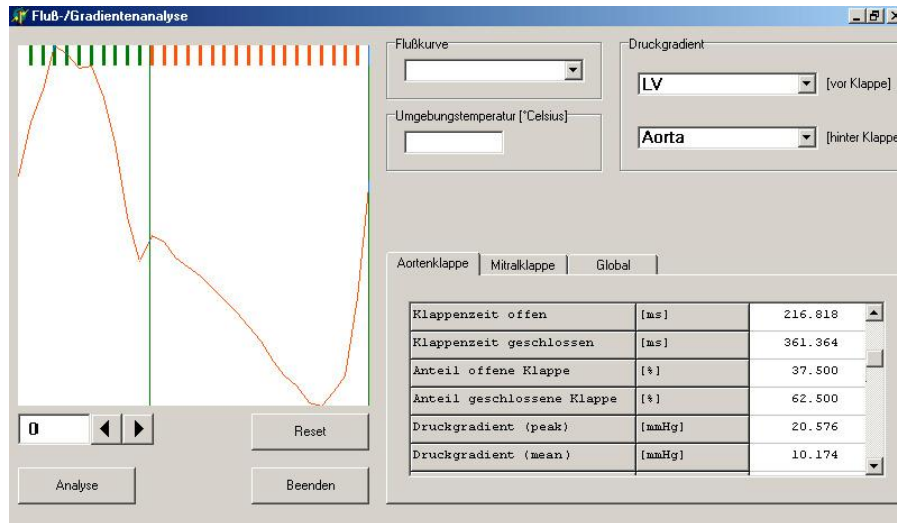 Fluß-/Gradientenanalyse
Flußkurve
Druckgradient
LV
[vor Klappe]
Umgebungstemperatur [°Celsius]
Aorta
[hinter Klappe
Aortenklappe Mitralklappe Global
Klappenzeit offen [ms] 216.818
Klappenzeit geschlossen [ms] 361.364
Anteil offene Klappe [%] 37.500
Anteil geschlossene Klappe [%] 62.500
Druckgradient (peak) [mmHg] 20.576
Druckgradient (mean) [mmHg] 10.174
0
Reset
Analyse
Beenden